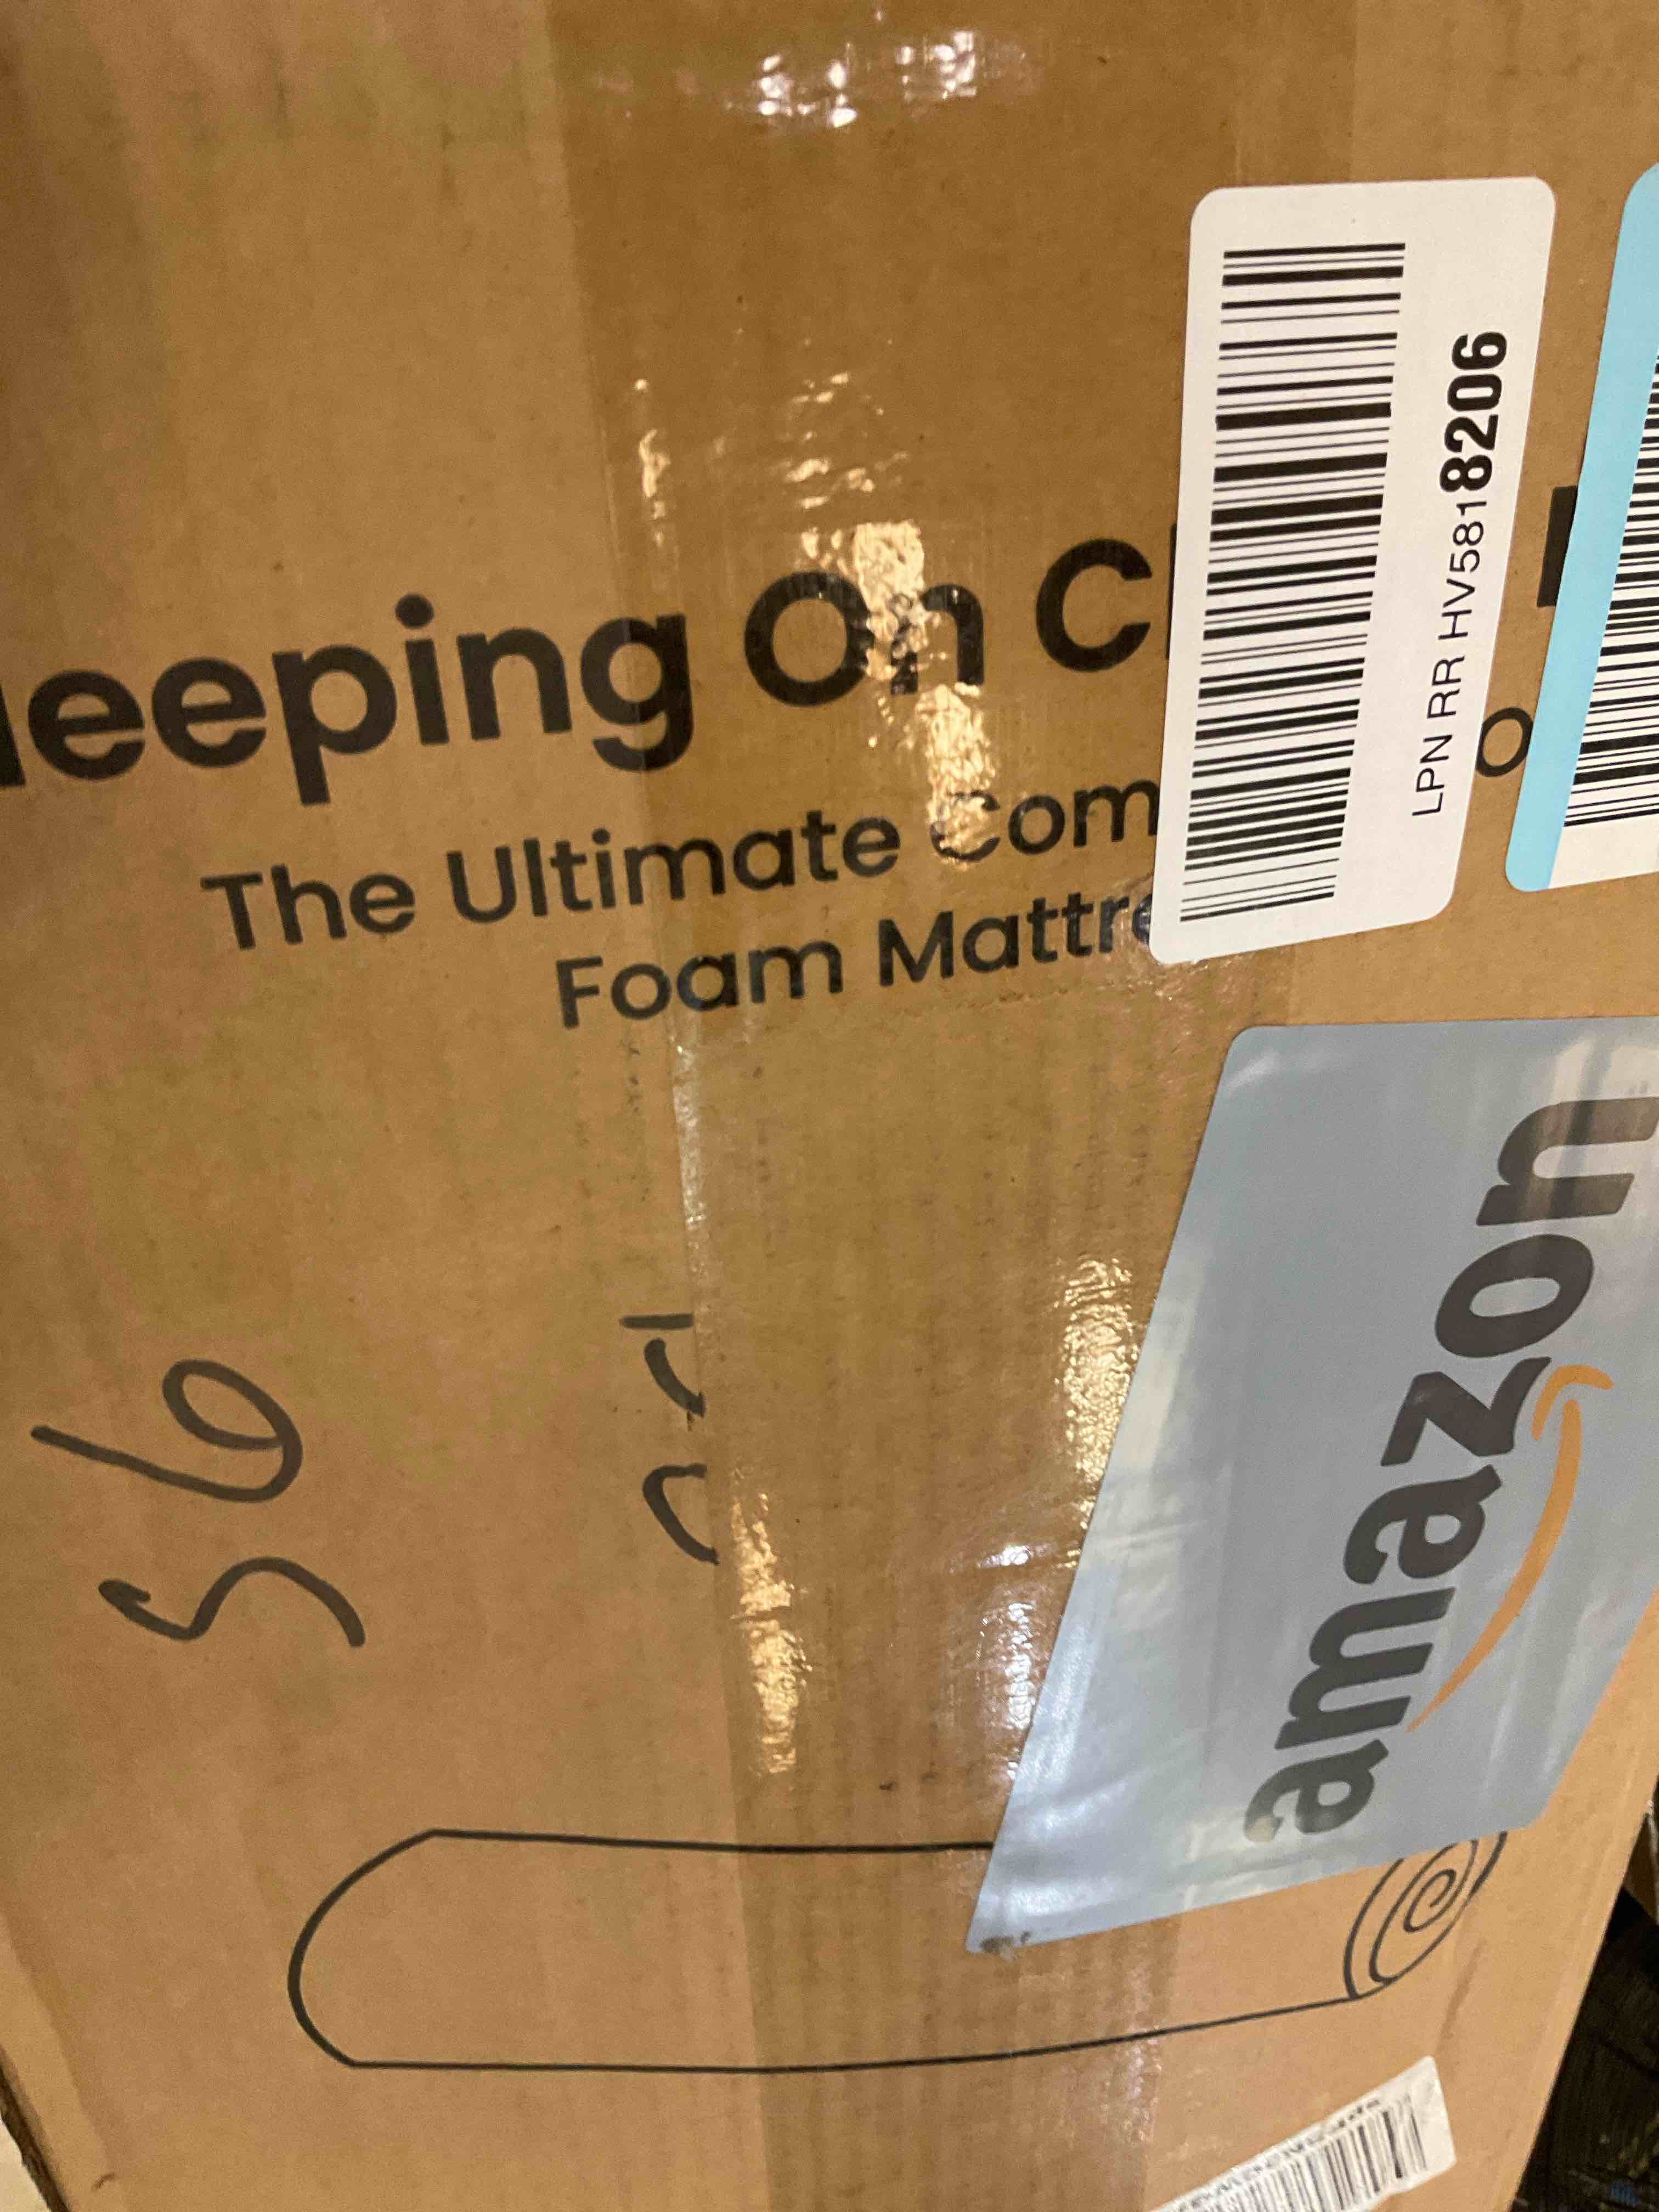 leeping On Cl
The Ultimate Com
Foam Mattre
LPN RR HV5818206
amazon
56